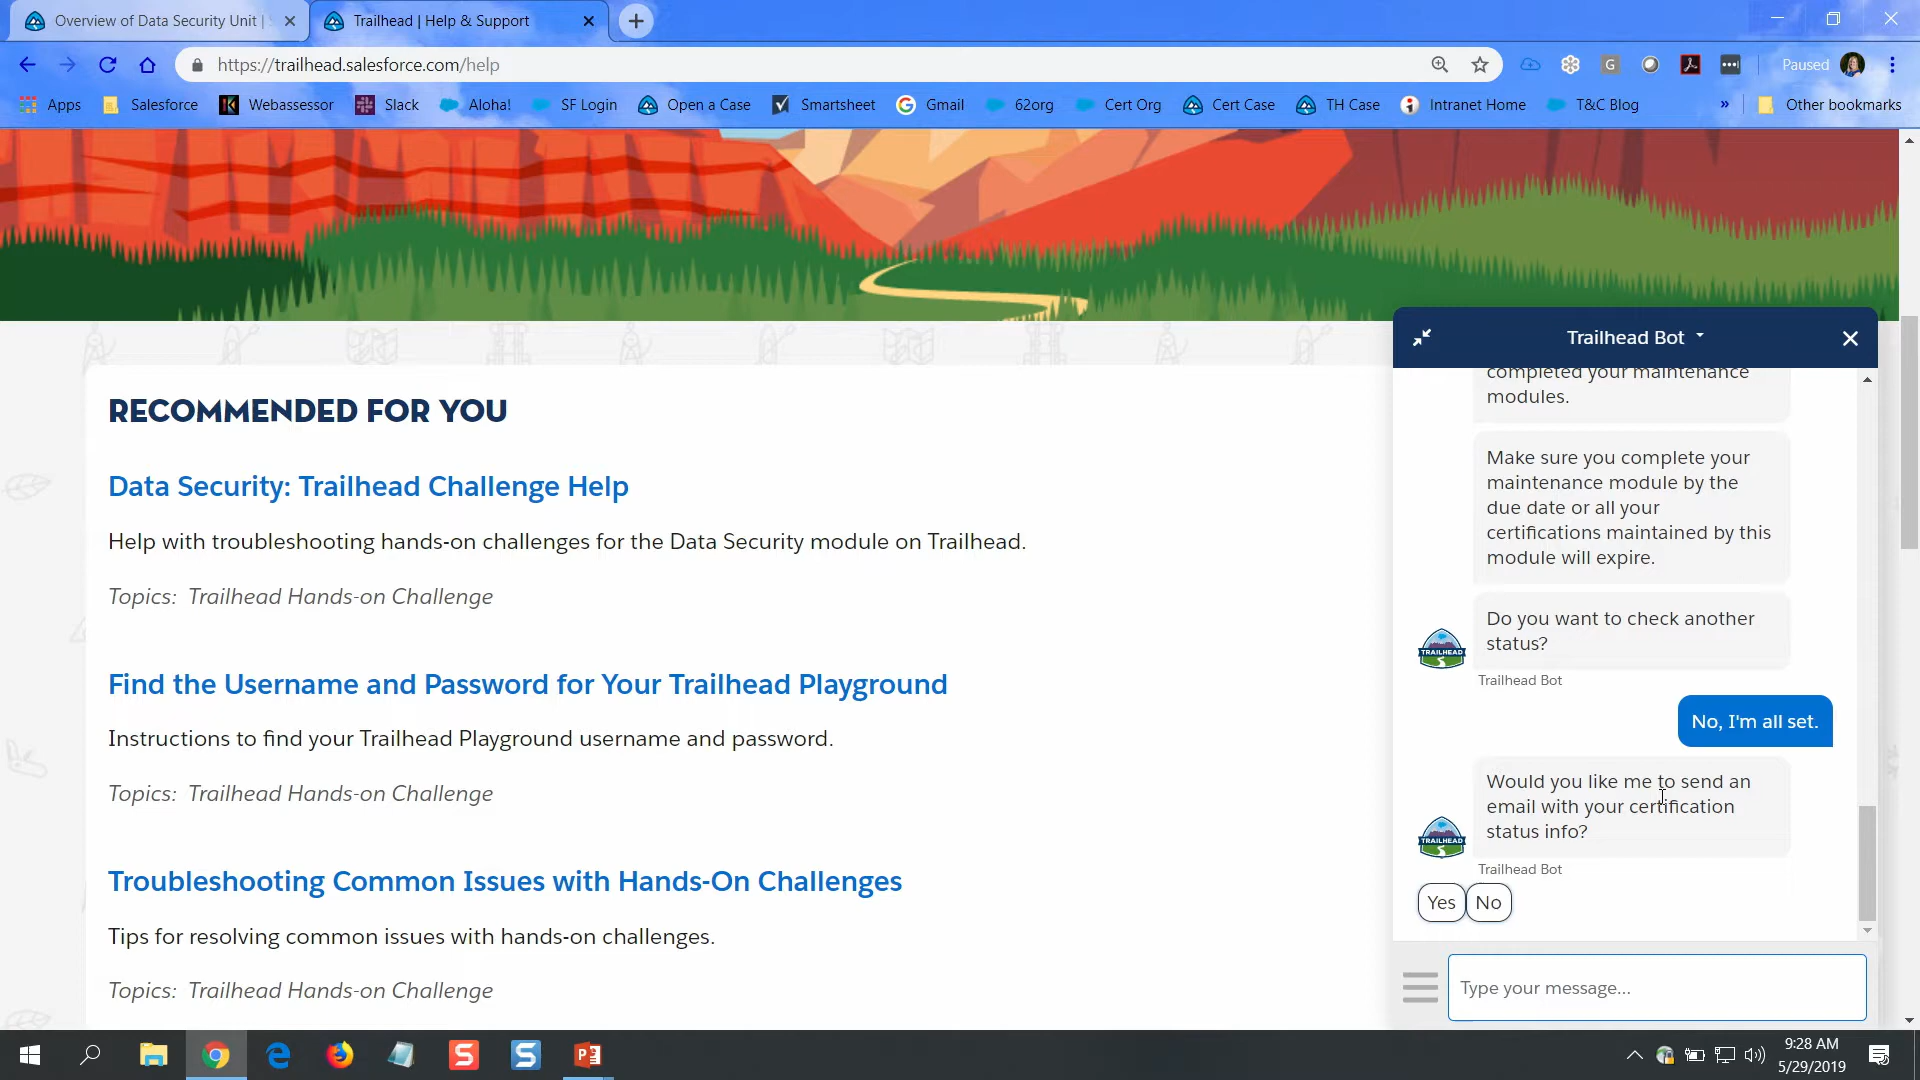 Overview of Data Security Unit |
Trailhead | Help & Support
https://trailhead.salesforce.com/help
G
Paused
Apps
Salesforce
Webassessor
Slack
Aloha!
SF Login
Open a Case
Smartsheet
Gmail
62org
Cert Org
Cert Case
TH Case
Intranet Home
T&C Blog
»
Other bookmarks
RECOMMENDED FOR YOU
Data Security: Trailhead Challenge Help
Help with troubleshooting hands-on challenges for the Data Security module on Trailhead.
Topics: Trailhead Hands-on Challenge
Find the Username and Password for Your Trailhead Playground
Instructions to find your Trailhead Playground username and password.
Topics: Trailhead Hands-on Challenge
Troubleshooting Common Issues with Hands-On Challenges
Tips for resolving common issues with hands-on challenges.
Topics: Trailhead Hands-on Challenge
Trailhead Bot
completed your maintenance
modules.
Make sure you complete your
maintenance module by the
due date or all your
certifications maintained by this
module will expire.
Do you want to check another
status?
TRAILHEAD
Trailhead Bot
No, I'm all set.
Would you like me to send an
email with your certification
status info?
TRAILHEAD
Trailhead Bot
Yes
No
Type your message...
9:28 AM
5/29/2019